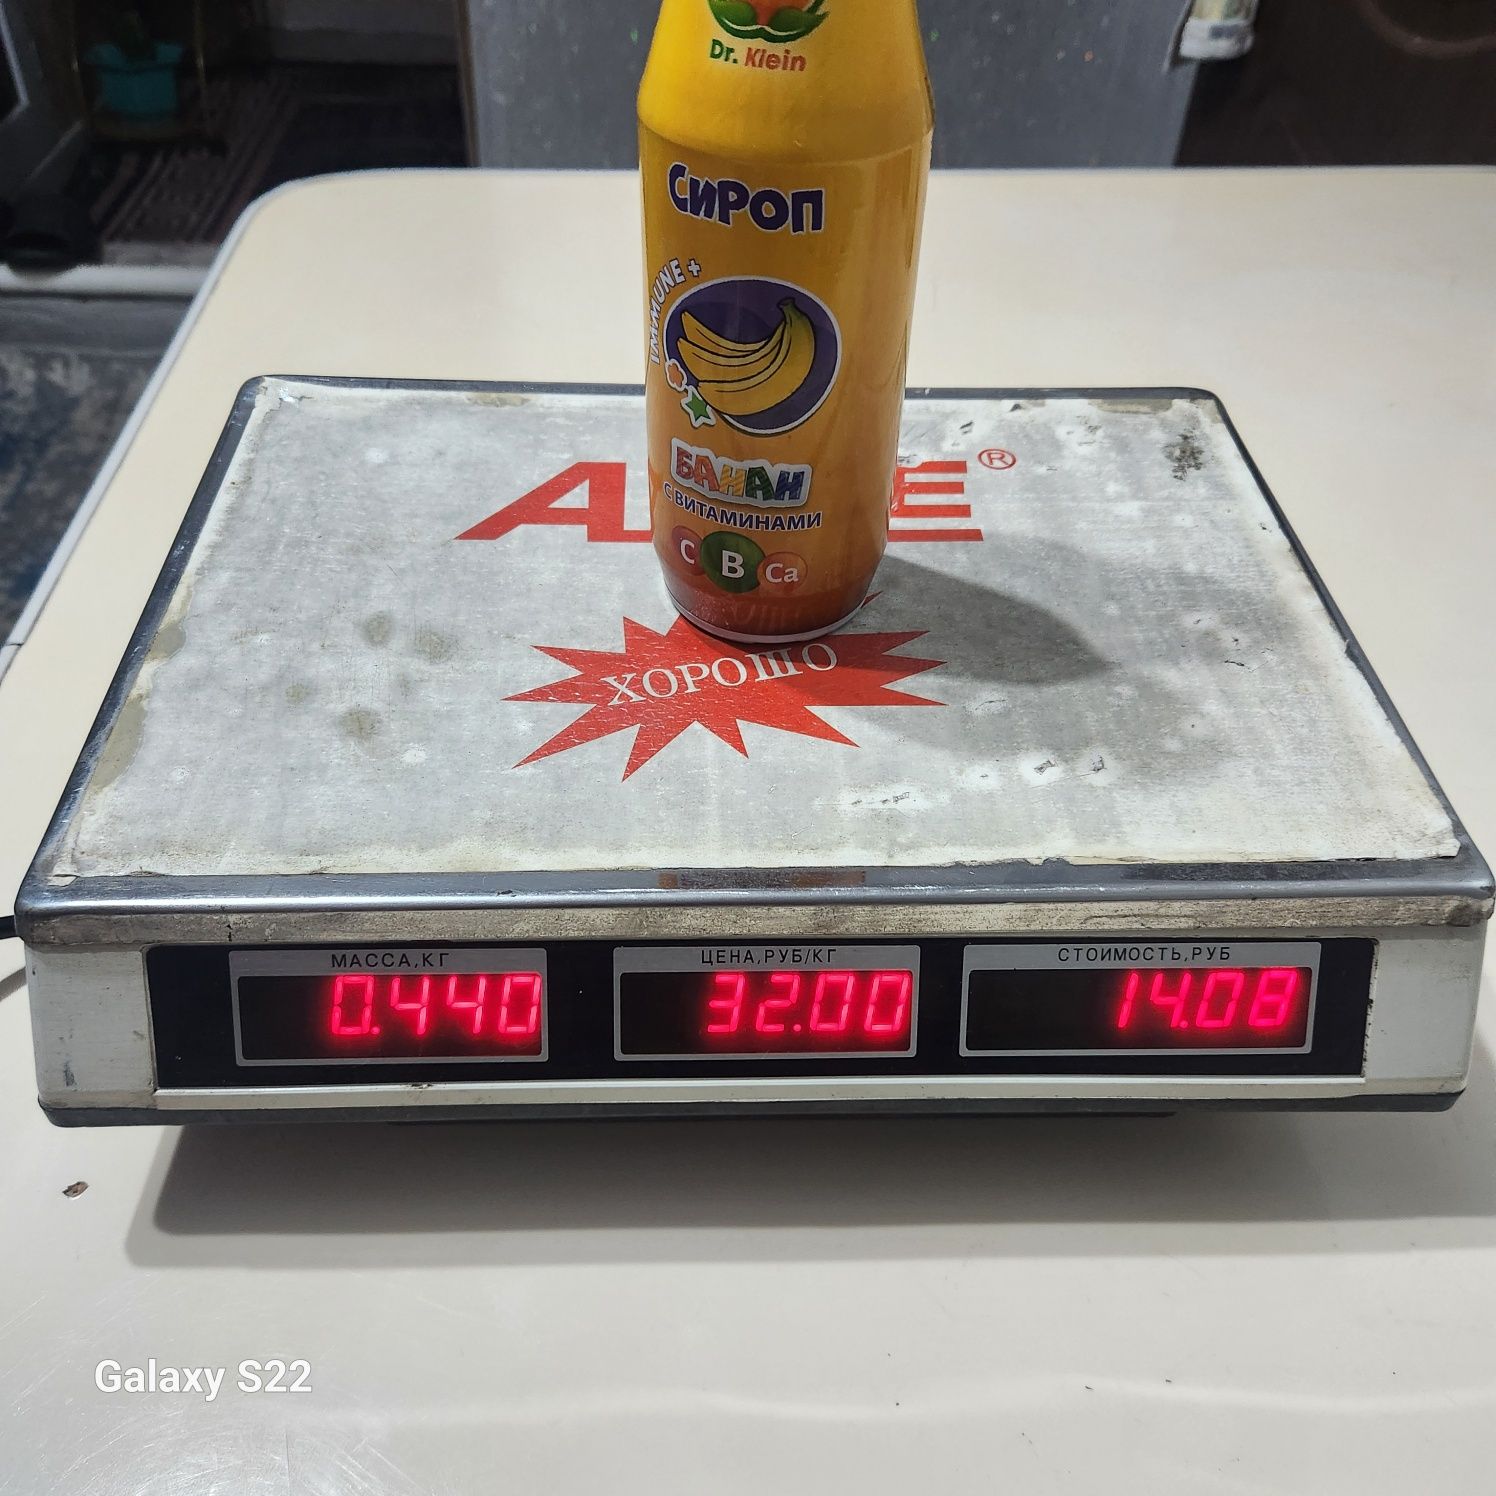 Dr. Klein
СИРОП
IMMUNE +
БАНАН
С ВИТАМИНАМИ
C B Ca
®
ХОРОШО
МАССА,КГ
ЦЕНА,РУБ/КГ
СТОИМОСТЬ,РУБ
0.440
32.00
14.08
Galaxy S22